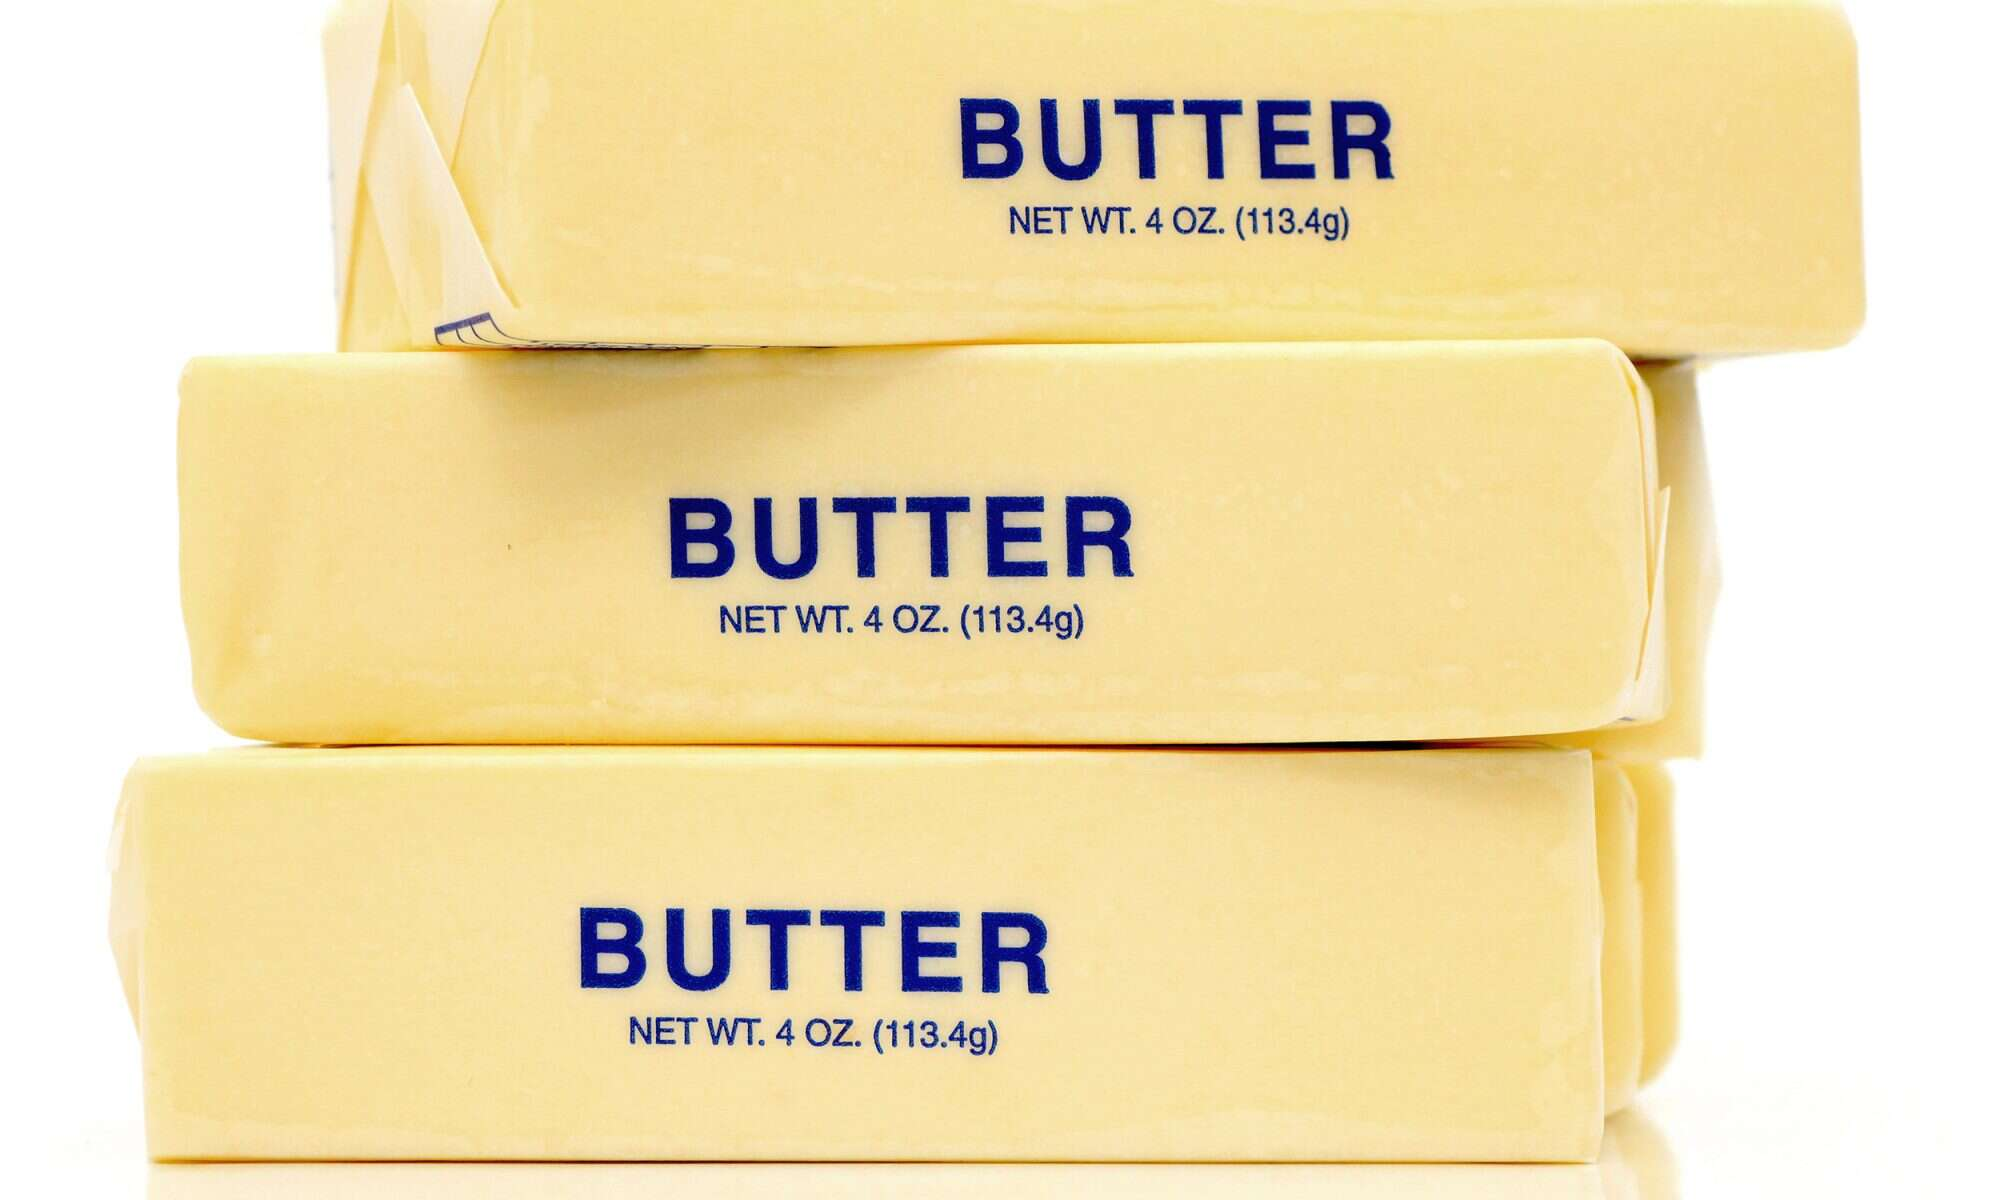 BUTTER
NET WT. 4 OZ. (113.4g)
BUTTER
NET WT. 4 OZ. (113.4g)
BUTTER
NET WT. 4 OZ. (113.4g)